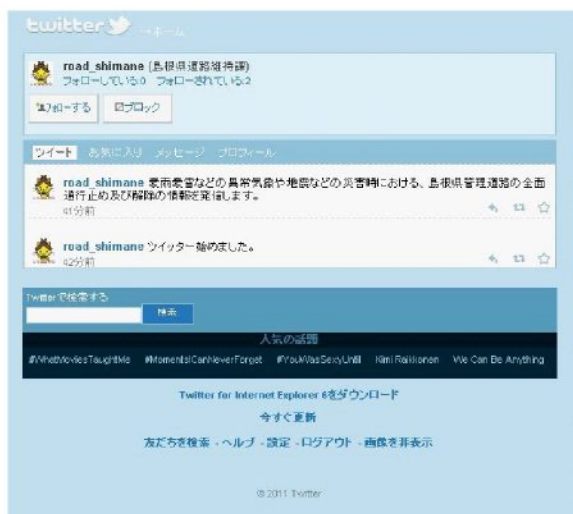 twitter →ホーム
road_shimane (島根県道路維持課)
フォローしている:0 フォローされている:2
フォローする ブロック
ツイート お気に入り メッセージ プロフィール
road_shimane 豪雨豪雪などの異常気象や地震などの災害時における、島根県管理道路の全面
通行止め及び解除の情報を発信します。
41分前
road_shimane ツイッター始めました。
42分前
Twitterで検索する
検索
人気の話題
#WhatMoviesTaughtMe #MomentsICanNeverForget #YouWasSexyUntil Kimi Raikkonen We Can Be Anything
Twitter for Internet Explorer 6をダウンロード
今すぐ更新
友だちを検索 - ヘルプ - 設定 - ログアウト - 画像を非表示
© 2011 Twitter